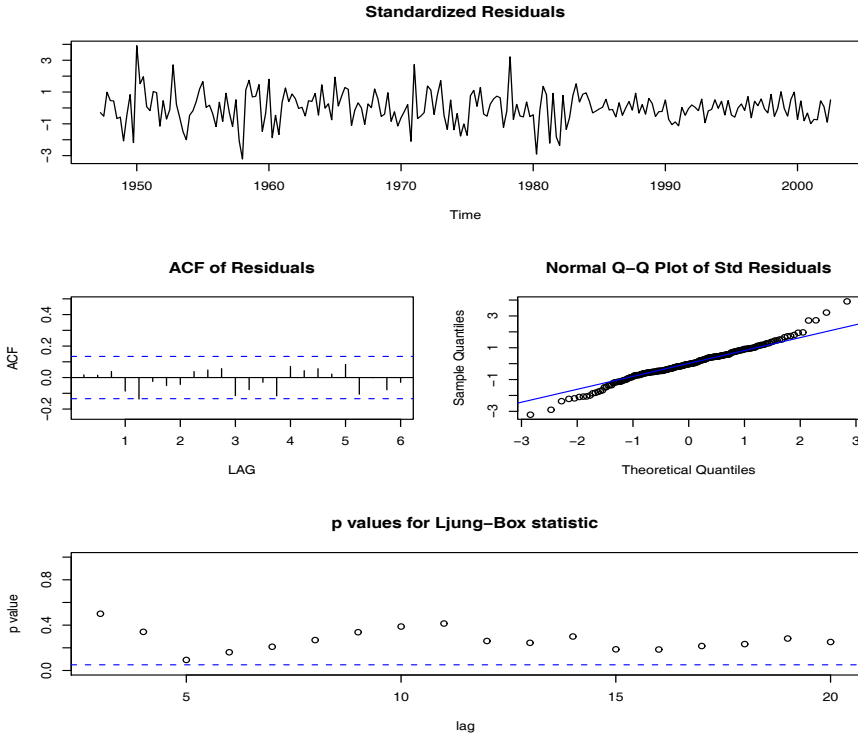 Standardized Residuals
3
1
-1
-3
1950 1960 1970 1980 1990 2000
Time
ACF of Residuals
ACF
0.4
0.2
0.0
-0.2
1 2 3 4 5 6
LAG
Normal Q-Q Plot of Std Residuals
Sample Quantiles
3
1
-1
-3
-3 -2 -1 0 1 2 3
Theoretical Quantiles
p values for Ljung-Box statistic
p value
0.8
0.4
0.0
5 10 15 20
lag